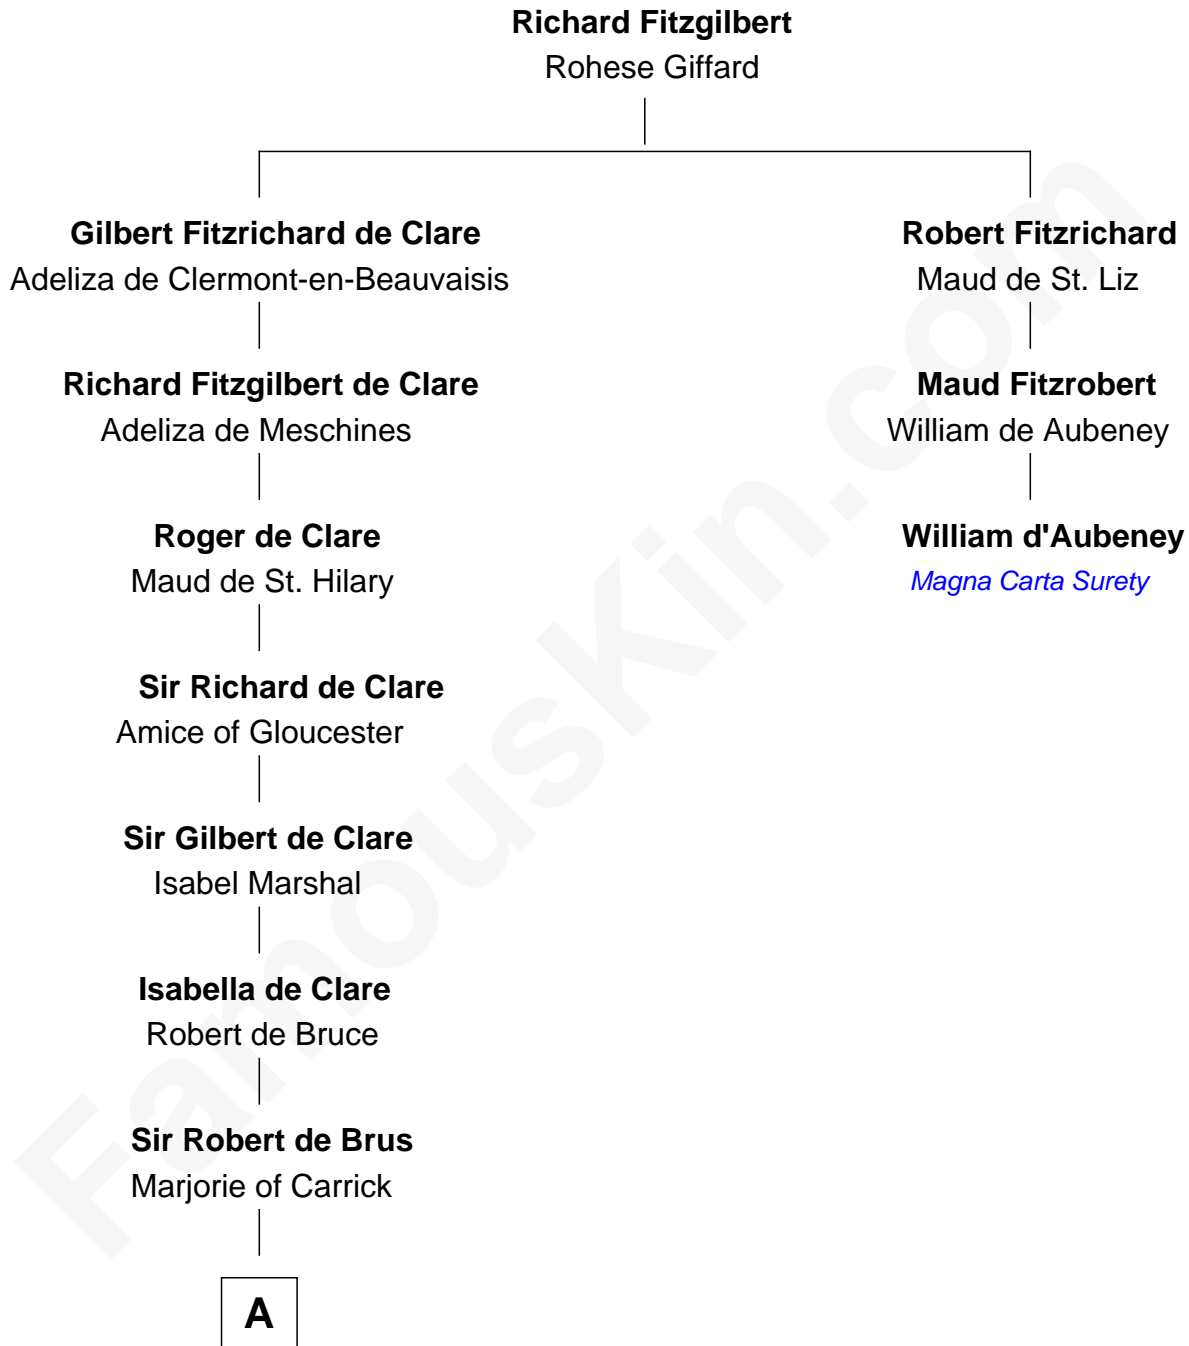 Richard Fitzgilbert
Rohese Giffard
Gilbert Fitzrichard de Clare
Adeliza de Clermont-en-Beauvaisis
Robert Fitzrichard
Maud de St. Liz
Richard Fitzgilbert de Clare
Adeliza de Meschines
Maud Fitzrobert
William de Aubeney
Roger de Clare
Maud de St. Hilary
William d'Aubeney
Magna Carta Surety
Sir Richard de Clare
Amice of Gloucester
Sir Gilbert de Clare
Isabel Marshal
Isabella de Clare
Robert de Bruce
Sir Robert de Brus
Marjorie of Carrick
A
FamousKin.com